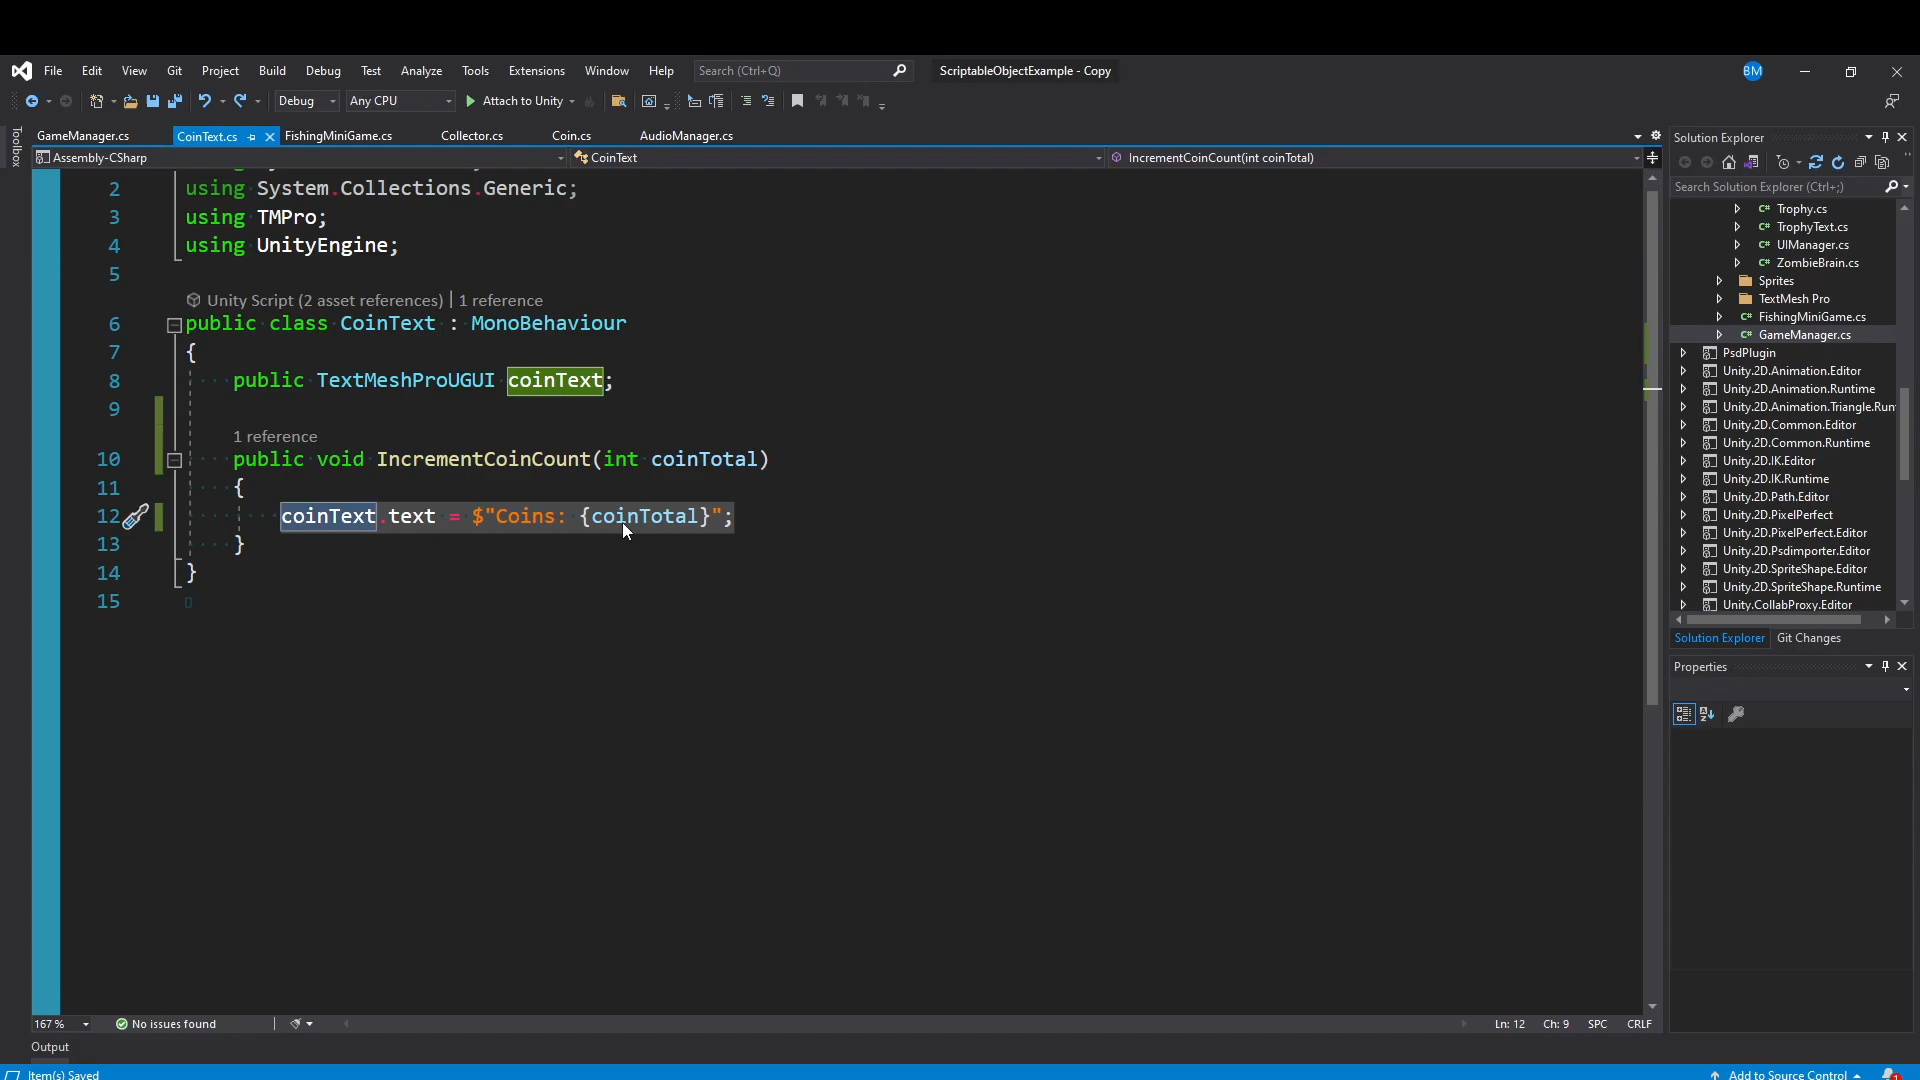 File Edit View Git Project Build Debug Test Analyze Tools Extensions Window Help Search (Ctrl+Q) ScriptableObjectExample - Copy BM
Debug Any CPU Attach to Unity
Toolbox
GameManager.cs CoinText.cs FishingMiniGame.cs Collector.cs Coin.cs AudioManager.cs
Assembly-CSharp CoinText IncrementCoinCount(int coinTotal)
2 using System.Collections.Generic;
3 using TMPro;
4 using UnityEngine;
5
Unity Script (2 asset references) | 1 reference
6 public class CoinText : MonoBehaviour
7 {
8 public TextMeshProUGUI coinText;
9
1 reference
10 public void IncrementCoinCount(int coinTotal)
11 {
12 coinText.text = $"Coins: {coinTotal}";
13 }
14 }
15
167 % No issues found Ln: 12 Ch: 9 SPC CRLF
Output
Item(s) Saved Add to Source Control 1
Solution Explorer
Search Solution Explorer (Ctrl+;)
C# Trophy.cs
C# TrophyText.cs
C# UIManager.cs
C# ZombieBrain.cs
Sprites
TextMesh Pro
C# FishingMiniGame.cs
C# GameManager.cs
PsdPlugin
Unity.2D.Animation.Editor
Unity.2D.Animation.Runtime
Unity.2D.Animation.Triangle.Run
Unity.2D.Common.Editor
Unity.2D.Common.Runtime
Unity.2D.IK.Editor
Unity.2D.IK.Runtime
Unity.2D.Path.Editor
Unity.2D.PixelPerfect
Unity.2D.PixelPerfect.Editor
Unity.2D.Psdimporter.Editor
Unity.2D.SpriteShape.Editor
Unity.2D.SpriteShape.Runtime
Unity.CollabProxy.Editor
Solution Explorer Git Changes
Properties